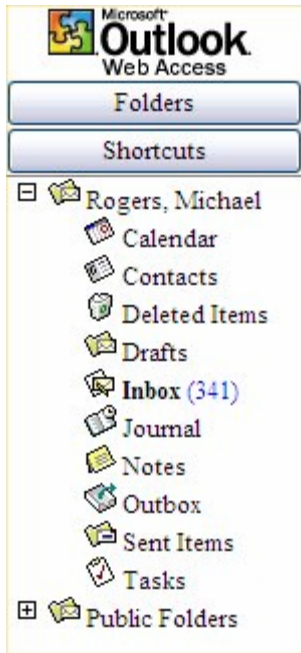 Microsoft
Outlook.
Web Access
Folders
Shortcuts
Rogers, Michael
Calendar
Contacts
Deleted Items
Drafts
Inbox (341)
Journal
Notes
Outbox
Sent Items
Tasks
Public Folders